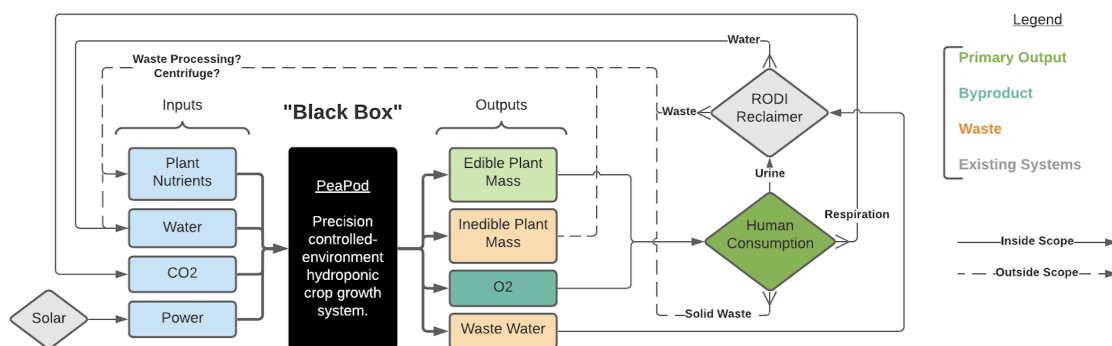 Water
Legend
Waste Processing?
Centrifuge?
Primary Output
Inputs
"Black Box"
Outputs
RODI
Reclaimer
Waste
Byproduct
Waste
Existing Systems
Plant
Nutrients
PeaPod
Precision
controlled-
environment
hydroponic
crop growth
system.
Edible Plant
Mass
Urine
Water
Inedible Plant
Mass
Human
Consumption
Respiration
Inside Scope
CO2
O2
Outside Scope
Solar
Power
Waste Water
Solid Waste